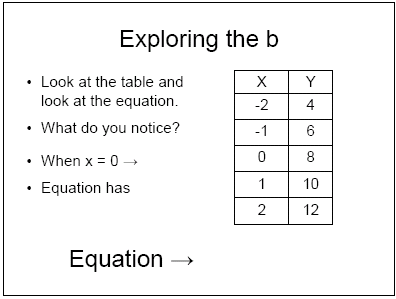 Exploring the b
• Look at the table and
look at the equation.
• What do you notice?
• When x = 0 →
• Equation has
X Y
-2 4
-1 6
0 8
1 10
2 12
Equation →